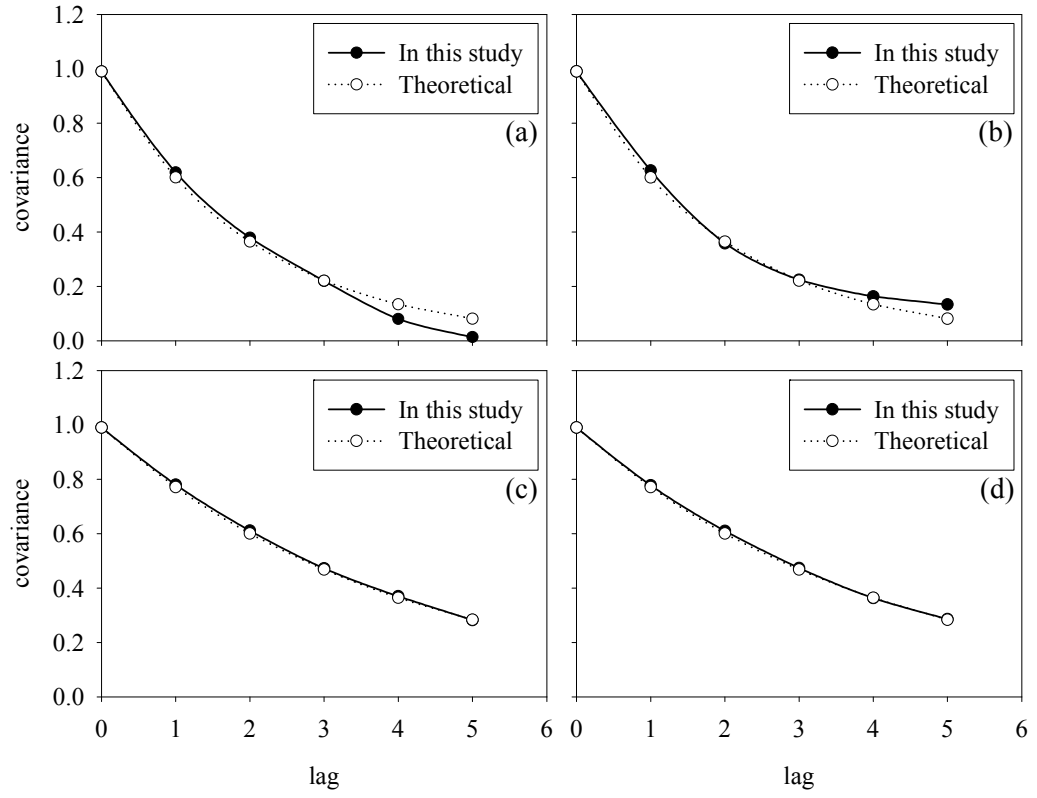 1.2
1.0
0.8
0.6
0.4
0.2
0.0
covariance
In this study
Theoretical
(a)
In this study
Theoretical
(b)
1.2
1.0
0.8
0.6
0.4
0.2
0.0
covariance
In this study
Theoretical
(c)
In this study
Theoretical
(d)
0 1 2 3 4 5 6
0 1 2 3 4 5 6
lag
lag